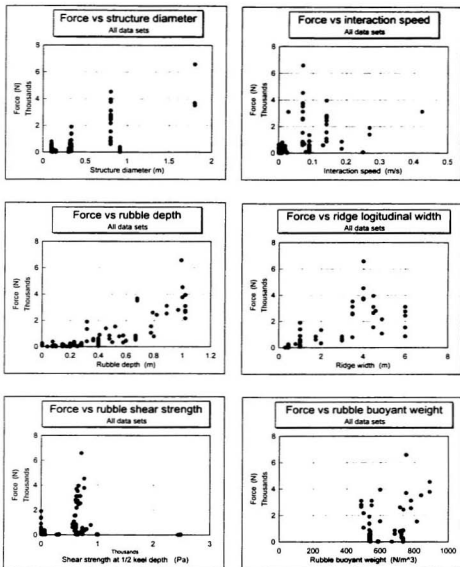 Force vs structure diameter
All data sets
Force (N)
Thousands
8
6
4
2
0
0 0.5 1 1.5 2
Structure diameter (m)
Force vs interaction speed
All data sets
Force (N)
Thousands
8
6
4
2
0
0 0.1 0.2 0.3 0.4 0.5
Interaction speed (m/s)
Force vs rubble depth
All data sets
Force (N)
Thousands
8
6
4
2
0
0 0.2 0.4 0.6 0.8 1 1.2
Rubble depth (m)
Force vs ridge logitudinal width
All data sets
Force (N)
Thousands
8
6
4
2
0
0 2 4 6 8
Ridge width (m)
Force vs rubble shear strength
All data sets
Force (N)
Thousands
8
6
4
2
0
0 1 2 3
Thousands
Shear strength at 1/2 keel depth (Pa)
Force vs rubble buoyant weight
All data sets
Force (N)
Thousands
8
6
4
2
0
400 500 600 700 800 900 1000
Rubble buoyant weight (N/m^3)